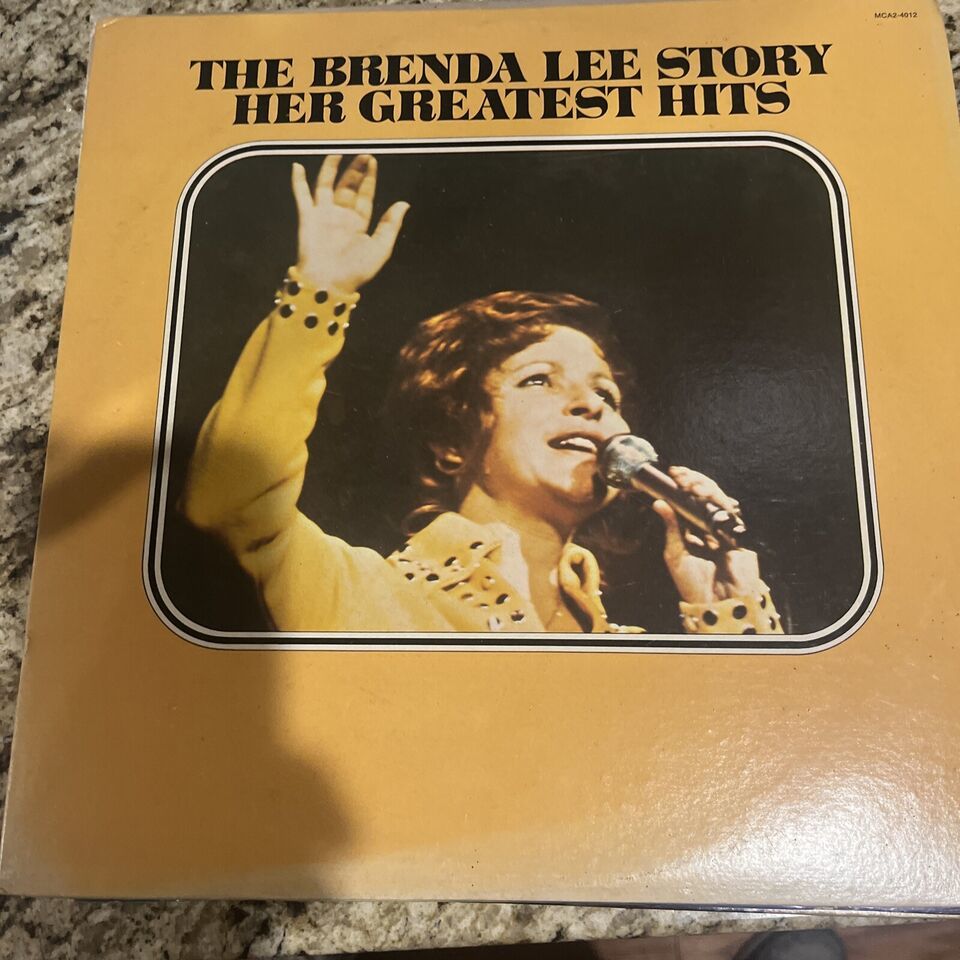 MCA2-4012
THE BRENDA LEE STORY
HER GREATEST HITS